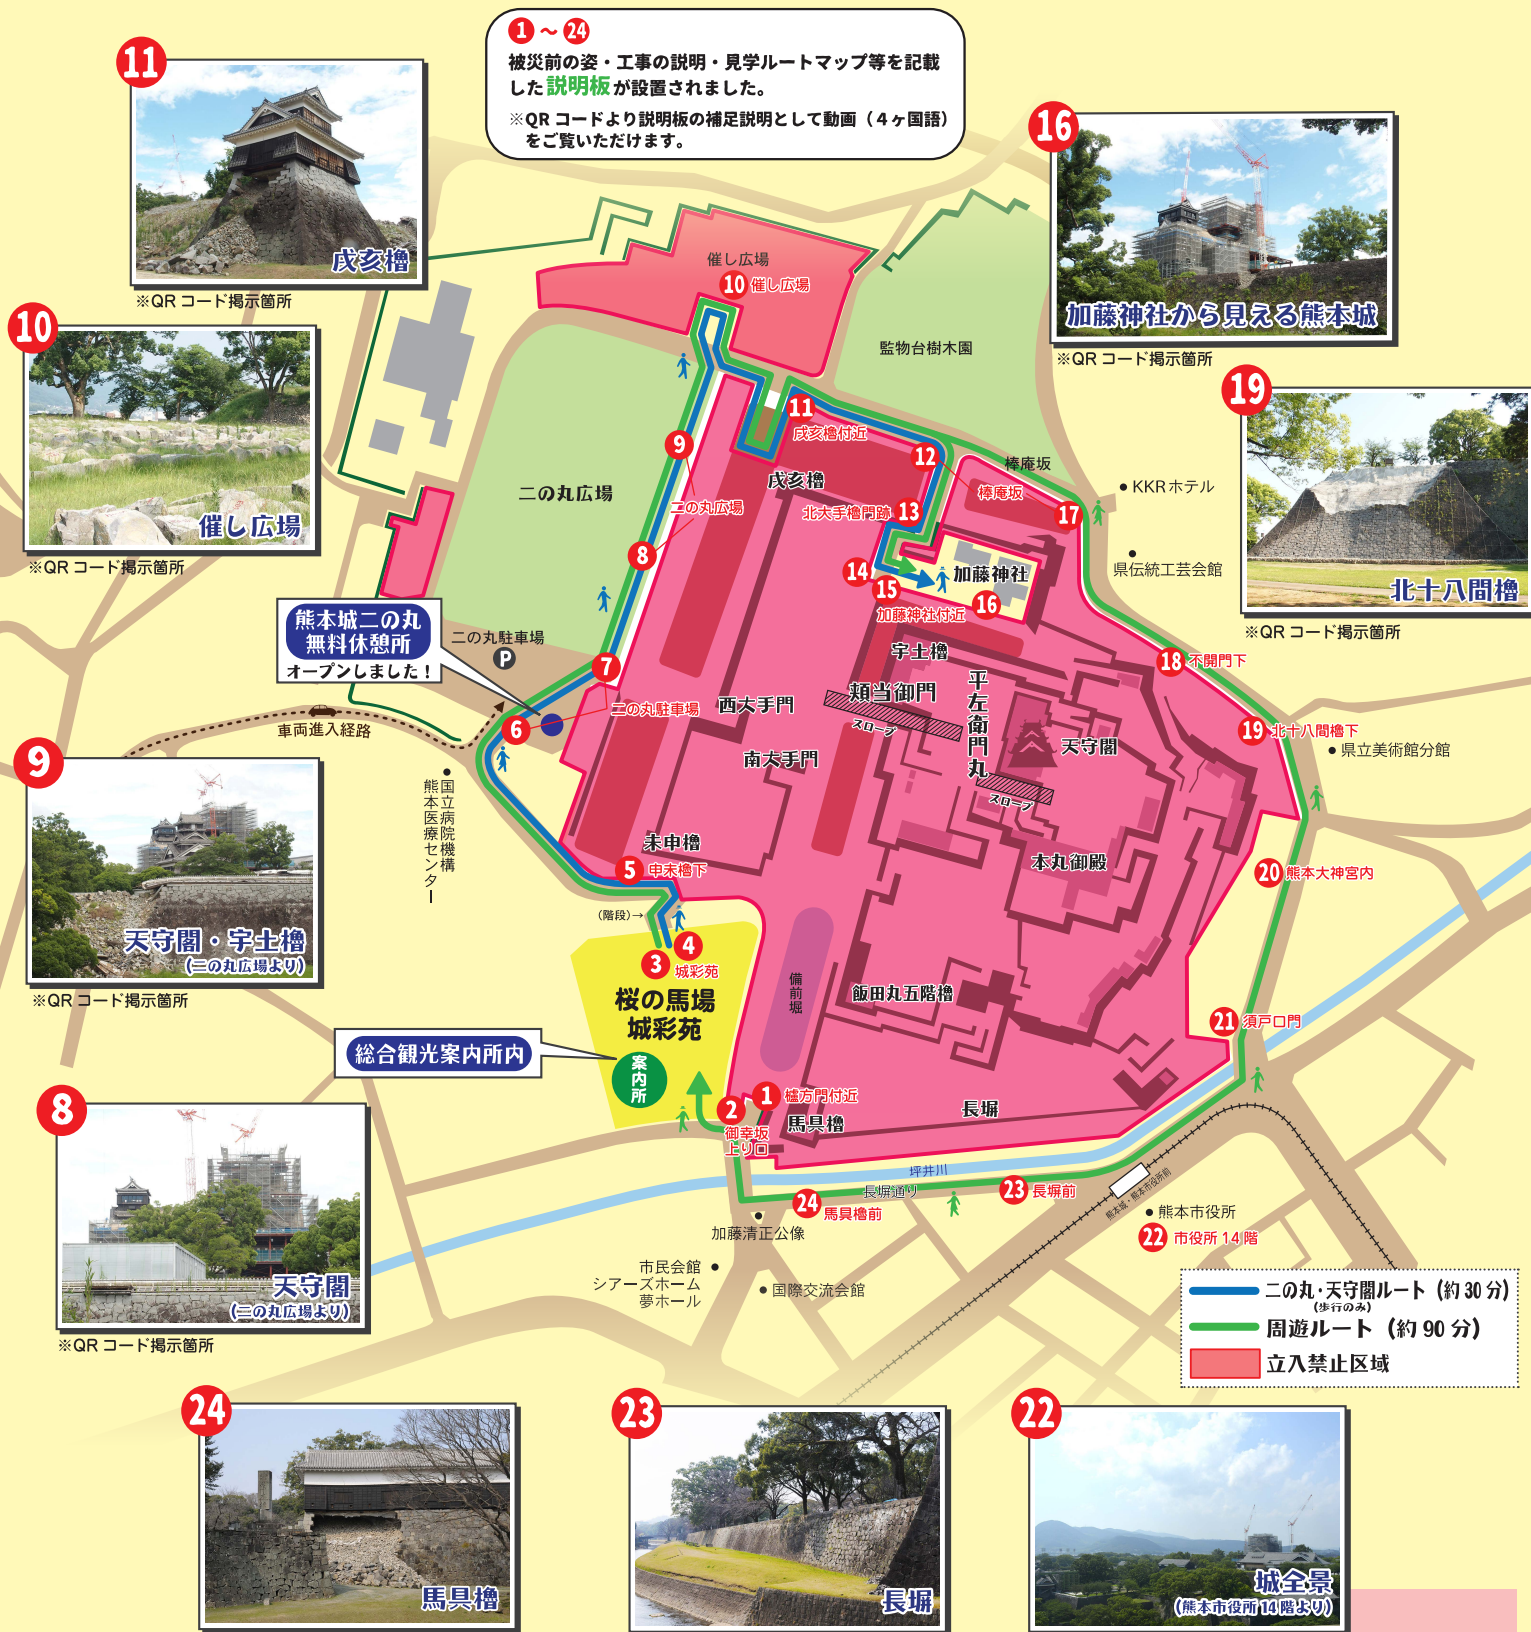 1 ～ 24
被災前の姿・工事の説明・見学ルートマップ等を記載
した説明板が設置されました。
※QRコードより説明板の補足説明として動画（４ヶ国語）
をご覧いただけます。
11
戌亥櫓
※QRコード掲示箇所
10
催し広場
※QRコード掲示箇所
16
加藤神社から見える熊本城
※QRコード掲示箇所
19
北十八間櫓
※QRコード掲示箇所
催し広場
10 催し広場
監物台樹木園
11
戌亥櫓付近
12
棒庵坂
棒庵坂
17
KKRホテル
県伝統工芸会館
9
二の丸広場
二の丸広場
8
戌亥櫓
北大手櫓門跡
13
14
15
加藤神社付近
加藤神社
16
熊本城二の丸
無料休憩所
オープンしました！
二の丸駐車場
P
7
二の丸駐車場
6
車両進入経路
国立病院機構
熊本医療センター
宇土櫓
頬当御門
スロープ
平左衛門丸
天守閣
スロープ
西大手門
南大手門
18 不開門下
19 北十八間櫓下
県立美術館分館
未申櫓
5 申未櫓下
本丸御殿
20 熊本大神宮内
（階段）→
4
3 城彩苑
桜の馬場
城彩苑
案内所
総合観光案内所内
備前堀
飯田丸五階櫓
21 須戸口門
1 櫨方門付近
2
御幸坂
上り口
馬具櫓
長塀
坪井川
長塀通り
23 長塀前
24
馬具櫓前
熊本城・熊本市役所前
熊本市役所
22 市役所14階
加藤清正公像
市民会館
シアーズホーム
夢ホール
国際交流会館
9
天守閣・宇土櫓
(二の丸広場より)
※QRコード掲示箇所
8
天守閣
(二の丸広場より)
※QRコード掲示箇所
二の丸・天守閣ルート（約30分）
(歩行のみ)
周遊ルート（約90分）
立入禁止区域
24
馬具櫓
23
長塀
22
城全景
(熊本市役所14階より)